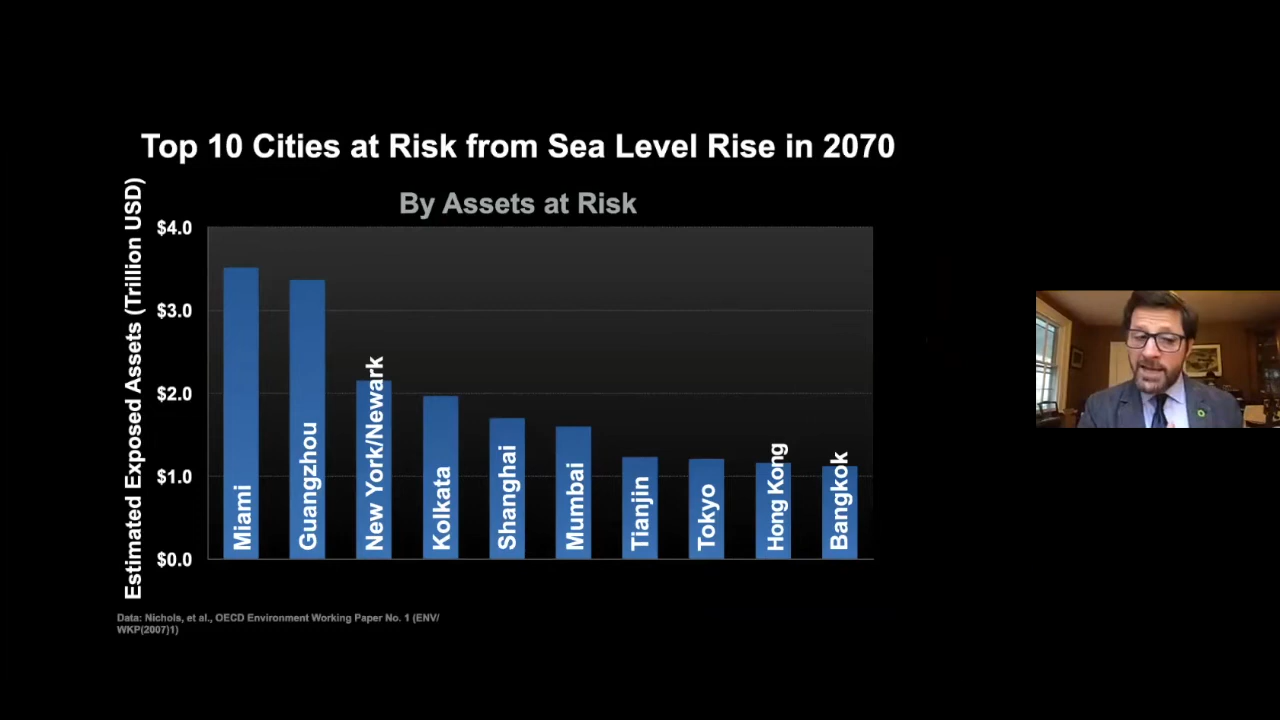 Top 10 Cities at Risk from Sea Level Rise in 2070
By Assets at Risk
Estimated Exposed Assets (Trillion USD)
$4.0
$3.0
$2.0
$1.0
$0.0
Miami
Guangzhou
New York/Newark
Kolkata
Shanghai
Mumbai
Tianjin
Tokyo
Hong Kong
Bangkok
Data: Nichols, et al., OECD Environment Working Paper No. 1 (ENV/
WKP(2007)1)